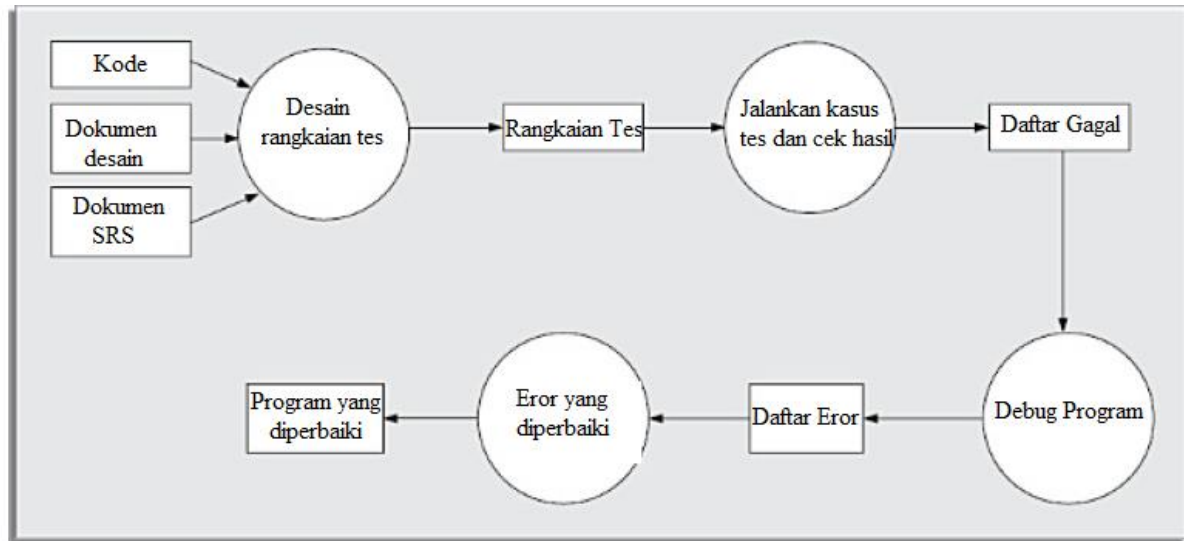 Kode
Dokumen
desain
Dokumen
SRS
Desain
rangkaian tes
Rangkaian Tes
Jalankan kasus
tes dan cek hasil
Daftar Gagal
Debug Program
Daftar Eror
Eror yang
diperbaiki
Program yang
diperbaiki